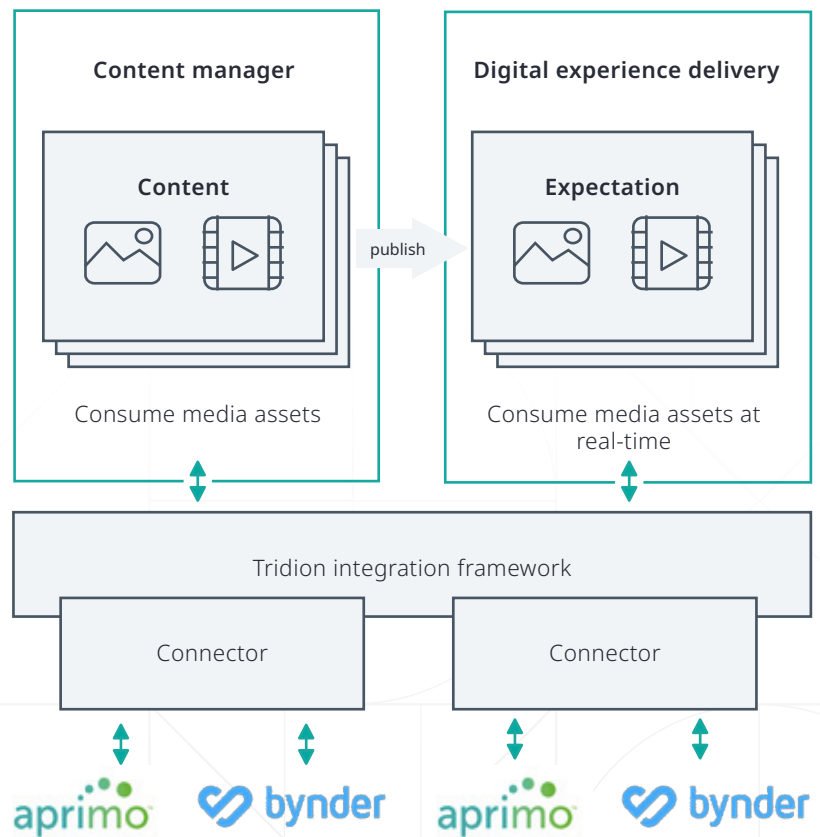 Content manager
Digital experience delivery
Content
Expectation
publish
Consume media assets
Consume media assets at
real-time
Tridion integration framework
Connector
Connector
aprimo
bynder
aprimo
bynder